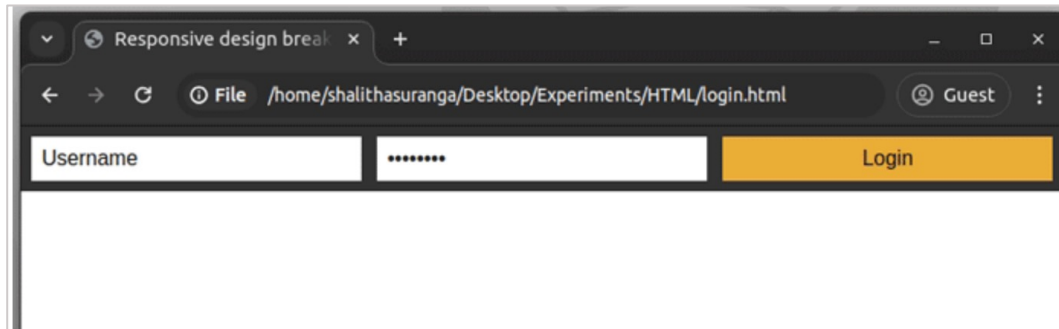 Responsive design break
File /home/shalithasuranga/Desktop/Experiments/HTML/login.html Guest
Username •••••••• Login